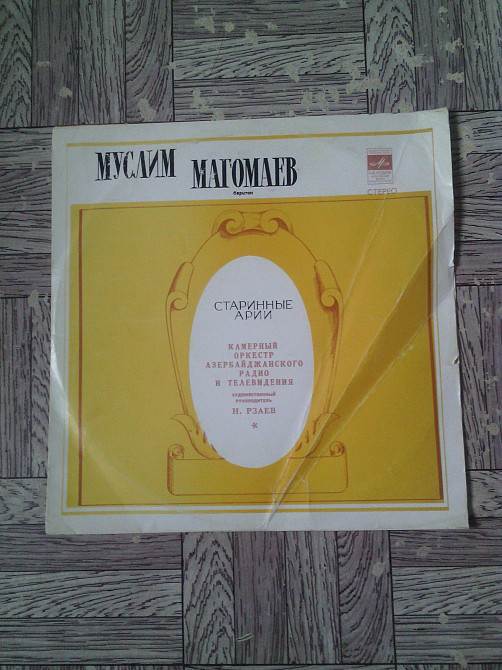 МУСЛИМ
МАГОМАЕВ
баритон
СТЕРЕО
СТАРИННЫЕ
АРИИ
КАМЕРНЫЙ
ОРКЕСТР
АЗЕРБАЙДЖАНСКОГО
РАДИО
И ТЕЛЕВИДЕНИЯ
ХУДОЖЕСТВЕННЫЙ
РУКОВОДИТЕЛЬ
Н. РЗАЕВ
*